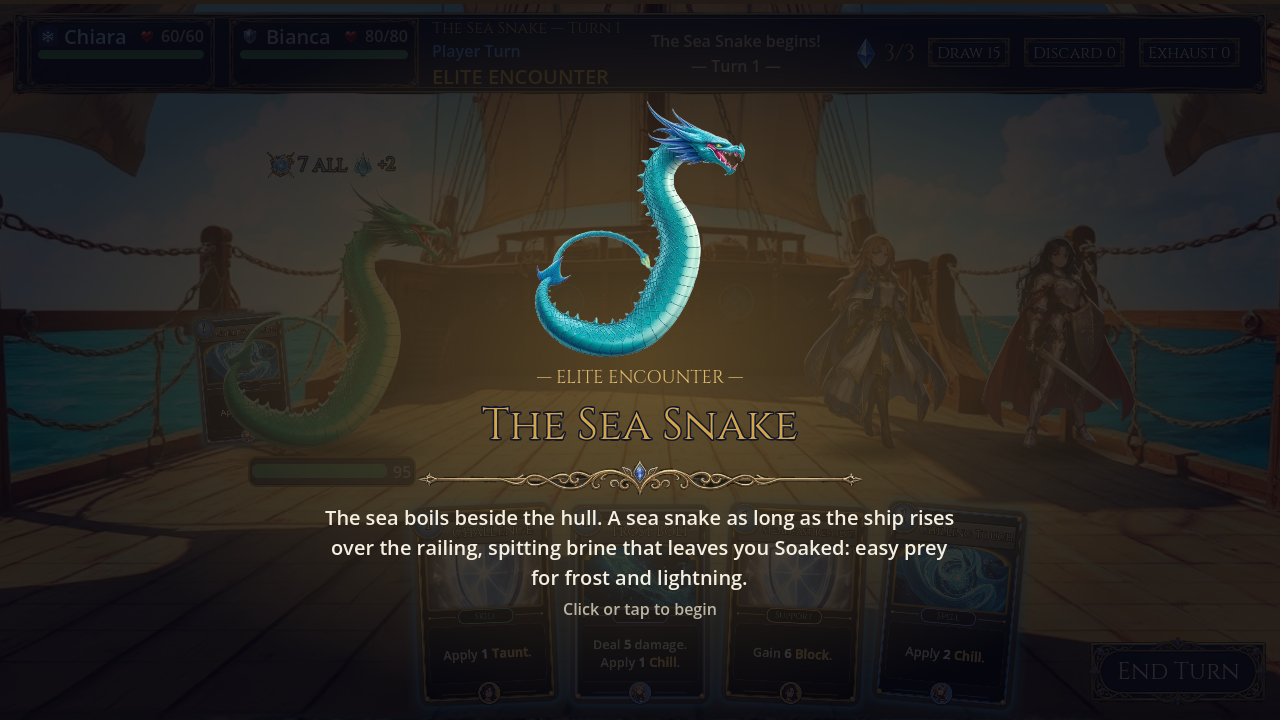 Chiara 60/60
Bianca 80/80
The Sea Snake — Turn 1
Player Turn
ELITE ENCOUNTER
The Sea Snake begins!
— Turn 1 —
3/3
Draw 15
Discard 0
Exhaust 0
7 ALL +2
— ELITE ENCOUNTER —
The Sea Snake
95
The sea boils beside the hull. A sea snake as long as the ship rises
over the railing, spitting brine that leaves you Soaked: easy prey
for frost and lightning.
Click or tap to begin
Apply 1 Taunt.
Deal 5 damage.
Apply 1 Chill.
Gain 6 Block.
Apply 2 Chill.
End Turn